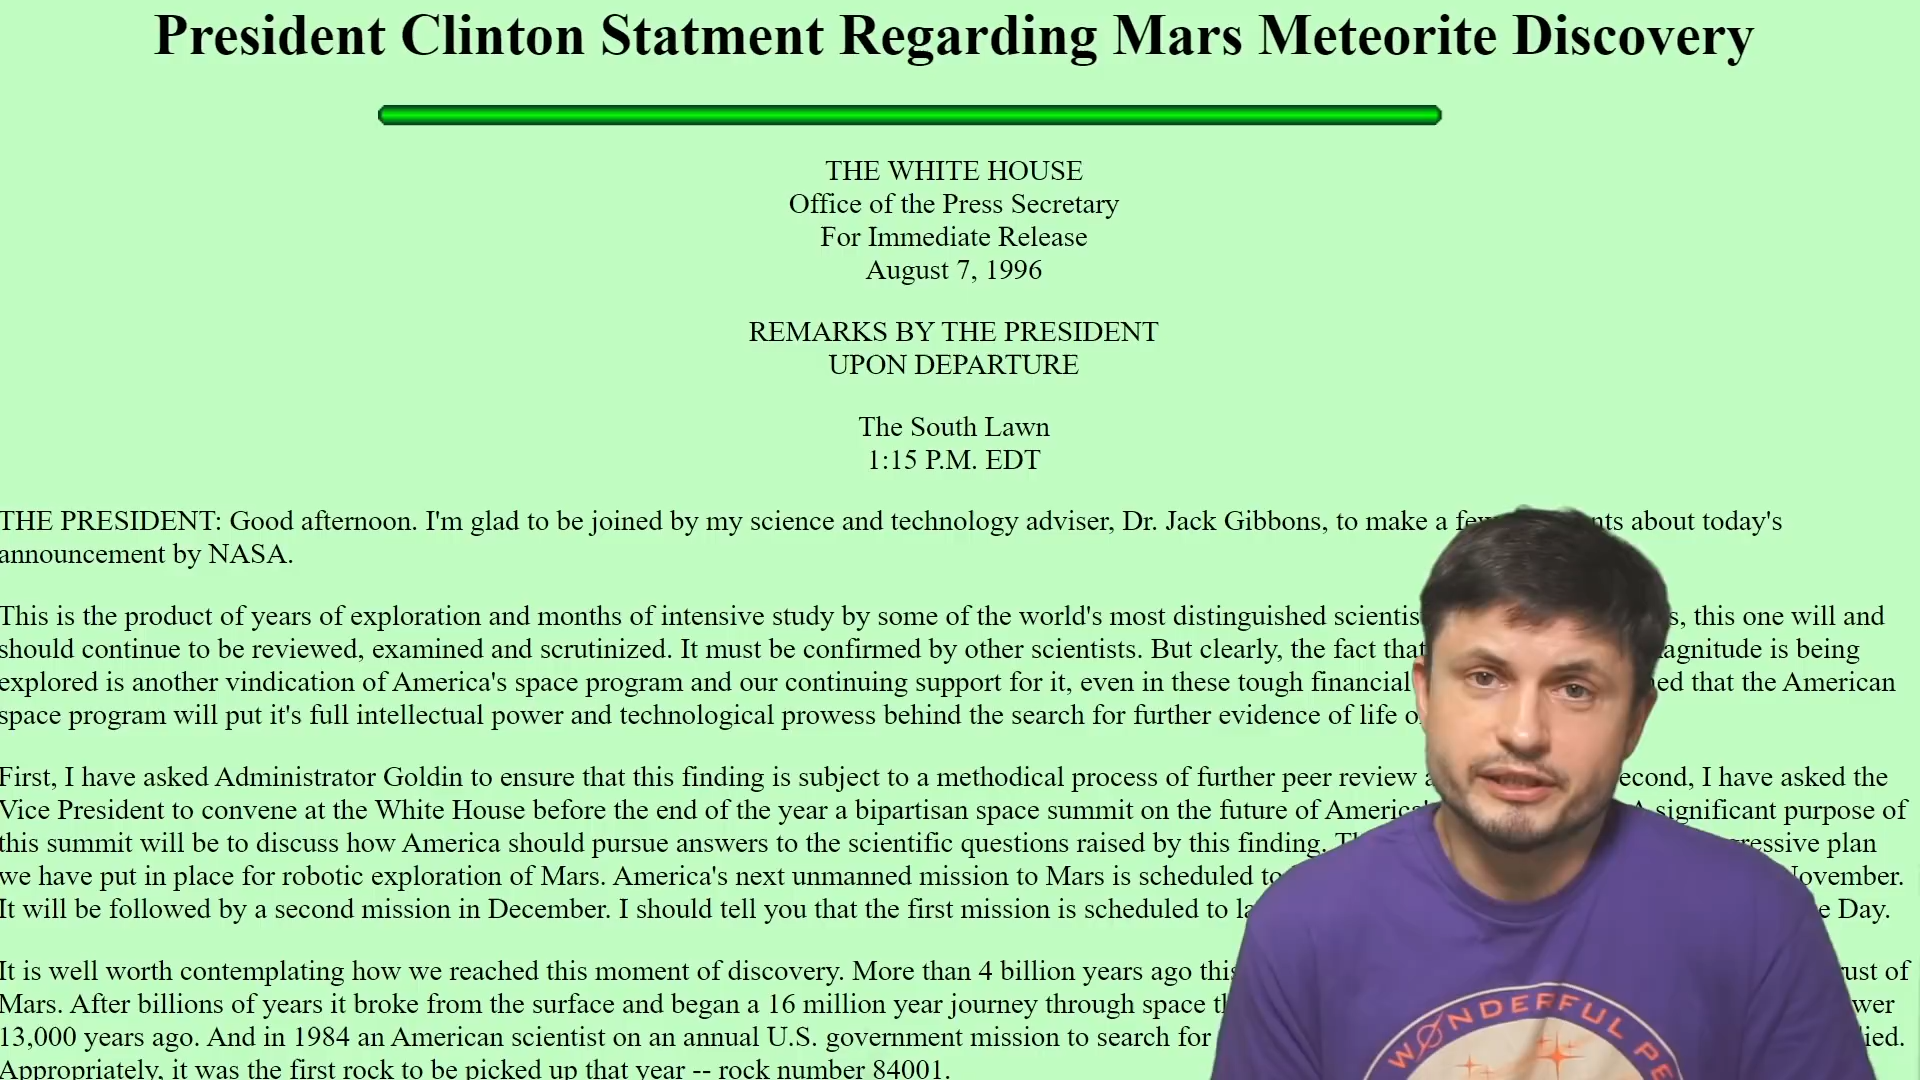 President Clinton Statment Regarding Mars Meteorite Discovery
THE WHITE HOUSE
Office of the Press Secretary
For Immediate Release
August 7, 1996
REMARKS BY THE PRESIDENT
UPON DEPARTURE
The South Lawn
1:15 P.M. EDT
THE PRESIDENT: Good afternoon. I'm glad to be joined by my science and technology adviser, Dr. Jack Gibbons, to make a about today's
announcement by NASA.
This is the product of years of exploration and months of intensive study by some of the world's most distinguished this one will and
should continue to be reviewed, examined and scrutinized. It must be confirmed by other scientists. But clearly, the fact that is being
explored is another vindication of America's space program and our continuing support for it, even in these tough financial that the American
space program will put it's full intellectual power and technological prowess behind the search for further evidence of life
First, I have asked Administrator Goldin to ensure that this finding is subject to a methodical process of further peer review I have asked the
Vice President to convene at the White House before the end of the year a bipartisan space summit on the future of significant purpose of
this summit will be to discuss how America should pursue answers to the scientific questions raised by this finding. plan
we have put in place for robotic exploration of Mars. America's next unmanned mission to Mars is scheduled to November.
It will be followed by a second mission in December. I should tell you that the first mission is scheduled to Day.
It is well worth contemplating how we reached this moment of discovery. More than 4 billion years ago of
Mars. After billions of years it broke from the surface and began a 16 million year journey through space
13,000 years ago. And in 1984 an American scientist on an annual U.S. government mission to search for
Appropriately, it was the first rock to be picked up that year -- rock number 84001.
WONDERFUL